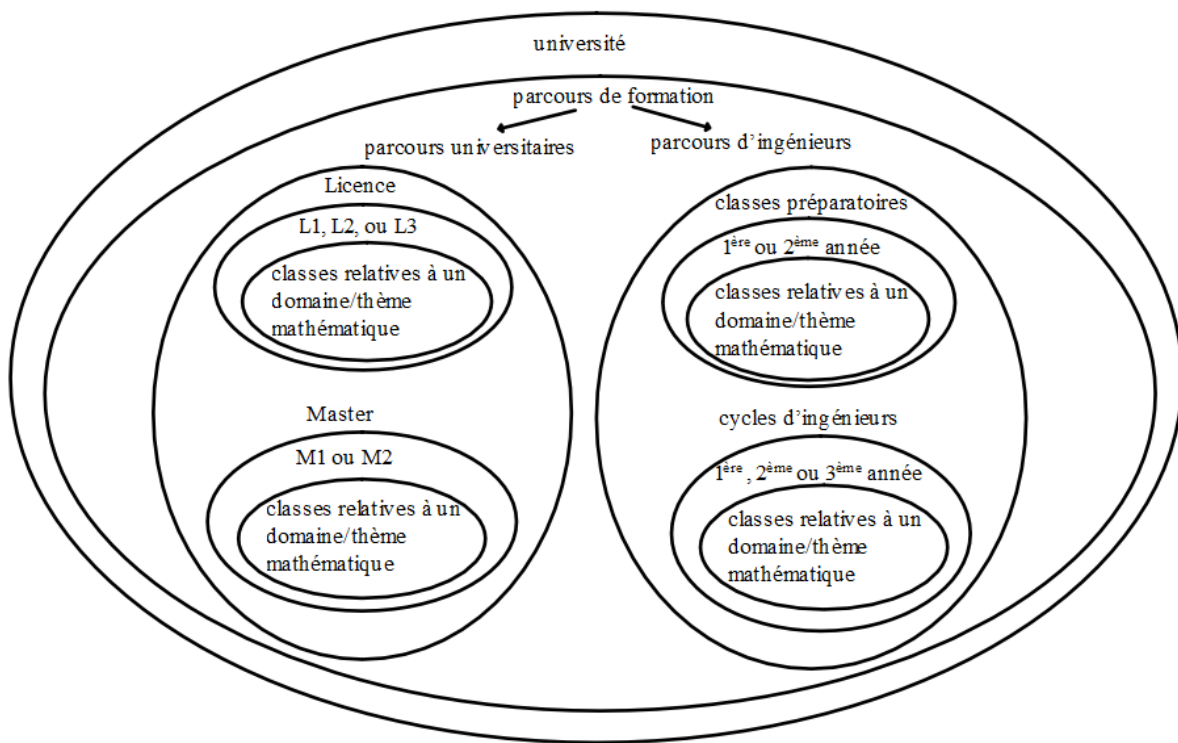 université
parcours de formation
parcours universitaires
parcours d’ingénieurs
Licence
L1, L2, ou L3
classes relatives à un
domaine/thème
mathématique
Master
M1 ou M2
classes relatives à un
domaine/thème
mathématique
classes préparatoires
1ère ou 2ème année
classes relatives à un
domaine/thème
mathématique
cycles d’ingénieurs
1ère, 2ème ou 3ème année
classes relatives à un
domaine/thème
mathématique